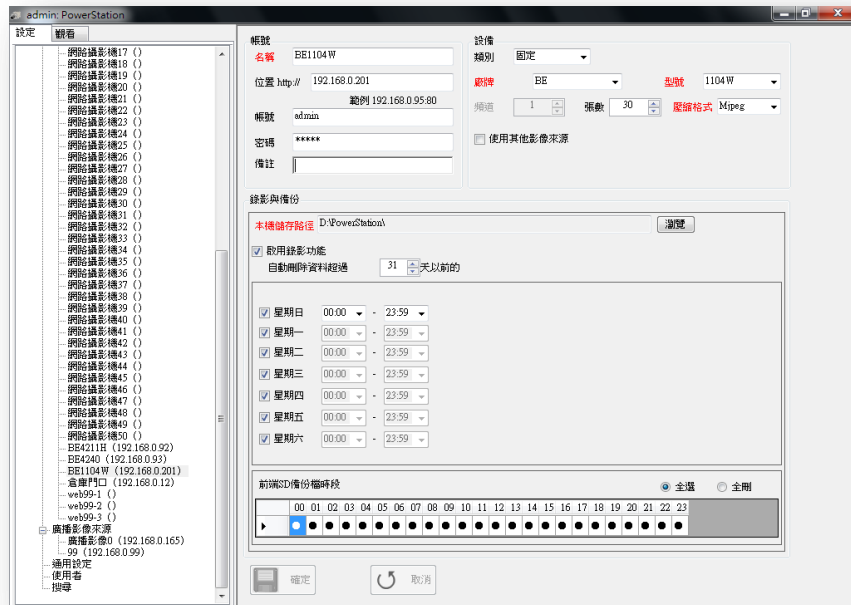 admin: PowerStation
設定 觀看
網路攝影機17 ()
網路攝影機18 ()
網路攝影機19 ()
網路攝影機20 ()
網路攝影機21 ()
網路攝影機22 ()
網路攝影機23 ()
網路攝影機24 ()
網路攝影機25 ()
網路攝影機26 ()
網路攝影機27 ()
網路攝影機28 ()
網路攝影機29 ()
網路攝影機30 ()
網路攝影機31 ()
網路攝影機32 ()
網路攝影機33 ()
網路攝影機34 ()
網路攝影機35 ()
網路攝影機36 ()
網路攝影機37 ()
網路攝影機38 ()
網路攝影機39 ()
網路攝影機40 ()
網路攝影機41 ()
網路攝影機42 ()
網路攝影機43 ()
網路攝影機44 ()
網路攝影機45 ()
網路攝影機46 ()
網路攝影機47 ()
網路攝影機48 ()
網路攝影機49 ()
網路攝影機50 ()
BE4211H (192.168.0.92)
BE4240 (192.168.0.93)
BE1104W (192.168.0.201)
倉庫門口 (192.168.0.12)
web99-1 ()
web99-2 ()
web99-3 ()
廣播影像來源
廣播影像0 (192.168.0.165)
99 (192.168.0.99)
通用設定
使用者
搜尋
帳號
名稱 BE1104W
位置 http:// 192.168.0.201
範例 192.168.0.95:80
帳號 admin
密碼 *****
備註
設備
類別 固定
廠牌 BE 型號 1104W
頻道 1 張數 30 壓縮格式 Mjpeg
使用其他影像來源
錄影與備份
本機儲存路徑 D:\PowerStation\ 瀏覽
啟用錄影功能
自動刪除資料超過 31 天以前的
星期日 00:00 - 23:59
星期一 00:00 - 23:59
星期二 00:00 - 23:59
星期三 00:00 - 23:59
星期四 00:00 - 23:59
星期五 00:00 - 23:59
星期六 00:00 - 23:59
前端SD備份檔時段 全選 全刪
00 01 02 03 04 05 06 07 08 09 10 11 12 13 14 15 16 17 18 19 20 21 22 23
確定 取消